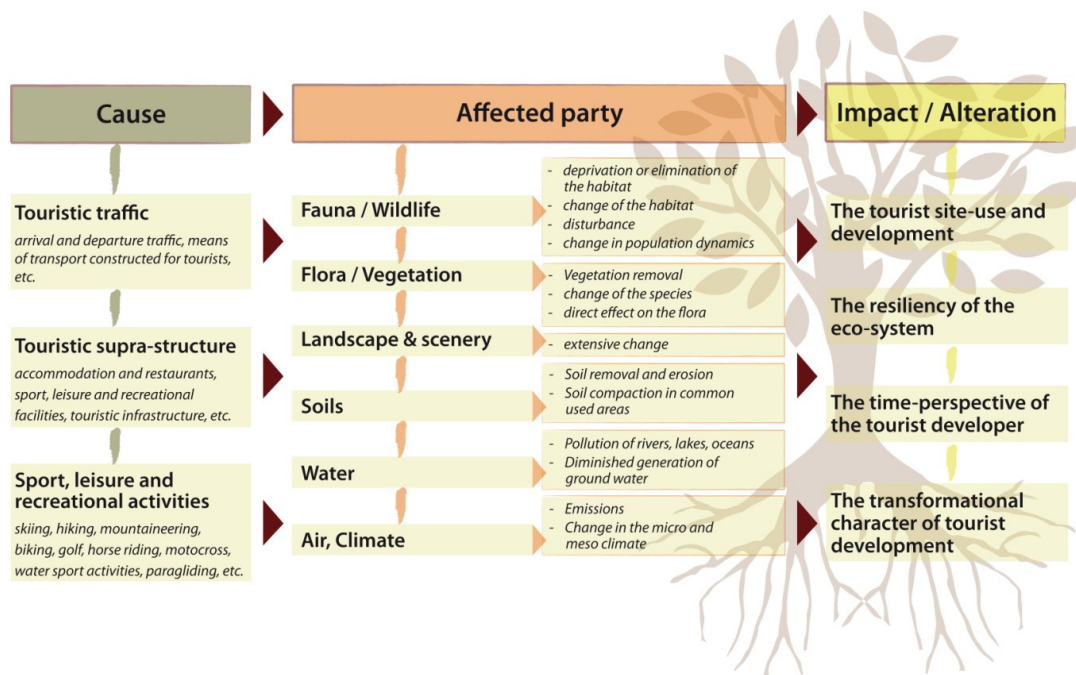 Cause
Affected party
Impact / Alteration
Touristic traffic
arrival and departure traffic, means
of transport constructed for tourists,
etc.
Touristic supra-structure
accommodation and restaurants,
sport, leisure and recreational
facilities, touristic infrastructure, etc.
Sport, leisure and
recreational activities
skiing, hiking, mountaineering,
biking, golf, horse riding, motocross,
water sport activities, paragliding, etc.
Fauna / Wildlife
- deprivation or elimination of
the habitat
- change of the habitat
- disturbance
- change in population dynamics
Flora / Vegetation
- Vegetation removal
- change of the species
- direct effect on the flora
Landscape & scenery
- extensive change
Soils
- Soil removal and erosion
- Soil compaction in common
used areas
Water
- Pollution of rivers, lakes, oceans
- Diminished generation of
ground water
Air, Climate
- Emissions
- Change in the micro and
meso climate
The tourist site-use and
development
The resiliency of the
eco-system
The time-perspective of
the tourist developer
The transformational
character of tourist
development